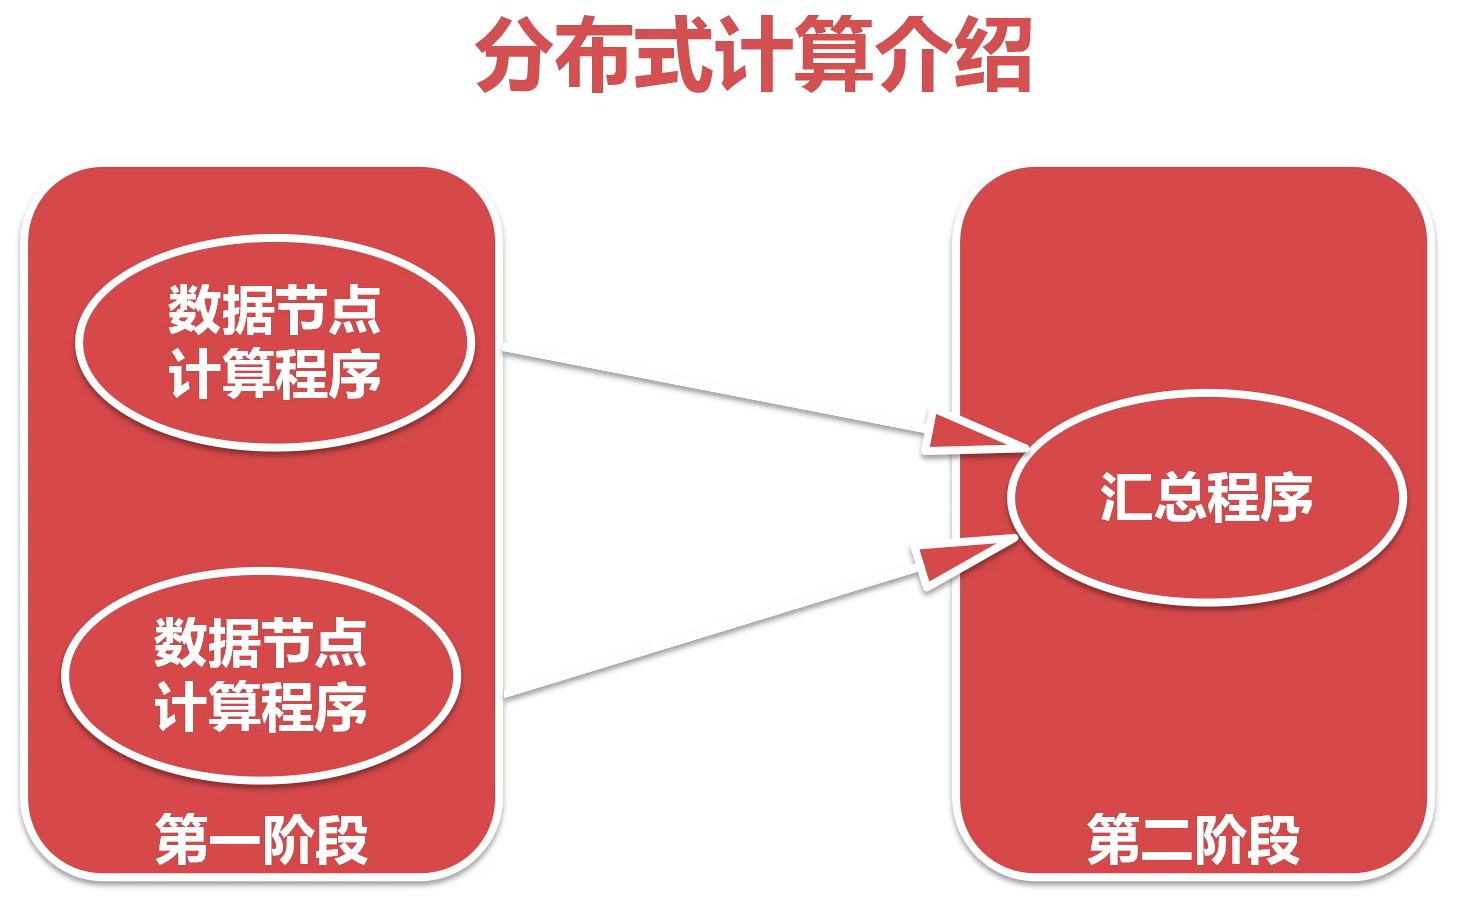 分布式计算介绍
数据节点
计算程序
数据节点
计算程序
第一阶段
汇总程序
第二阶段